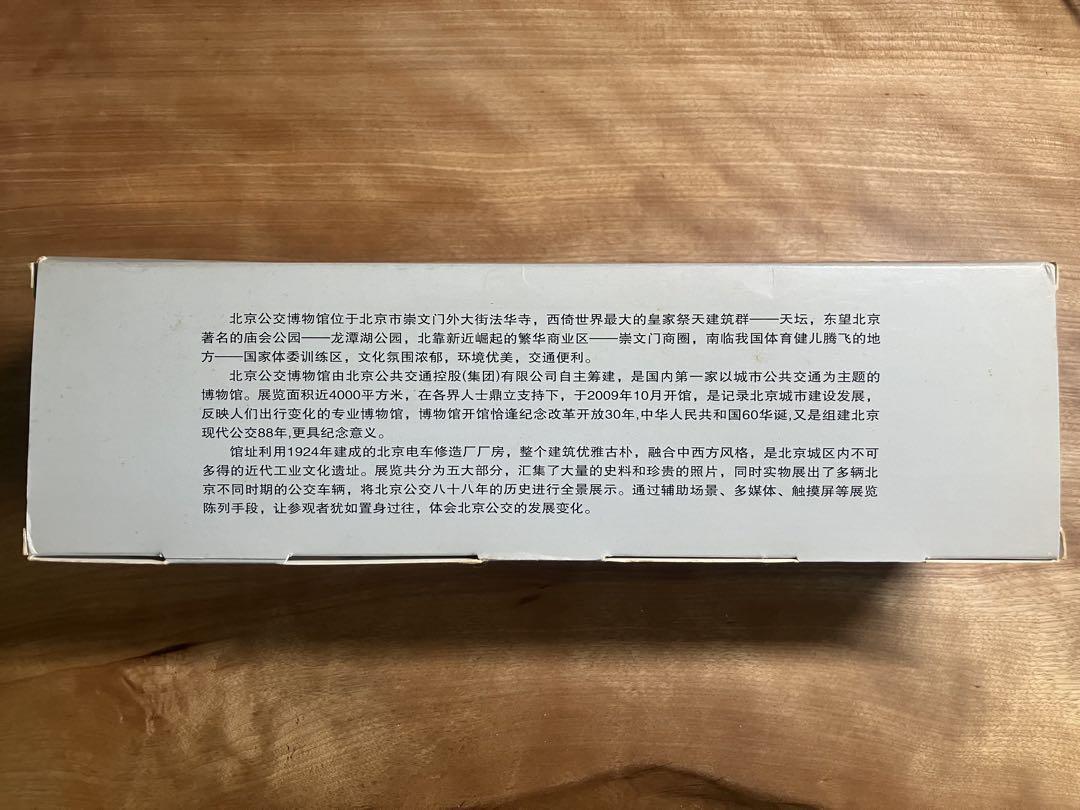 北京公交博物馆位于北京市崇文门外大街法华寺，西倚世界最大的皇家祭天建筑群——天坛，东望北京
著名的庙会公园——龙潭湖公园，北靠新近崛起的繁华商业区——崇文门商圈，南临我国体育健儿腾飞的地
方——国家体委训练区，文化氛围浓郁，环境优美，交通便利。
北京公交博物馆由北京公共交通控股(集团)有限公司自主筹建，是国内第一家以城市公共交通为主题的
博物馆。展览面积近4000平方米，在各界人士鼎立支持下，于2009年10月开馆，是记录北京城市建设发展，
反映人们出行变化的专业博物馆，博物馆开馆恰逢纪念改革开放30年,中华人民共和国60华诞,又是组建北京
现代公交88年,更具纪念意义。
馆址利用1924年建成的北京电车修造厂厂房，整个建筑优雅古朴，融合中西方风格，是北京城区内不可
多得的近代工业文化遗址。展览共分为五大部分，汇集了大量的史料和珍贵的照片，同时实物展出了多辆北
京不同时期的公交车辆，将北京公交八十八年的历史进行全景展示。通过辅助场景、多媒体、触摸屏等展览
陈列手段，让参观者犹如置身过往，体会北京公交的发展变化。